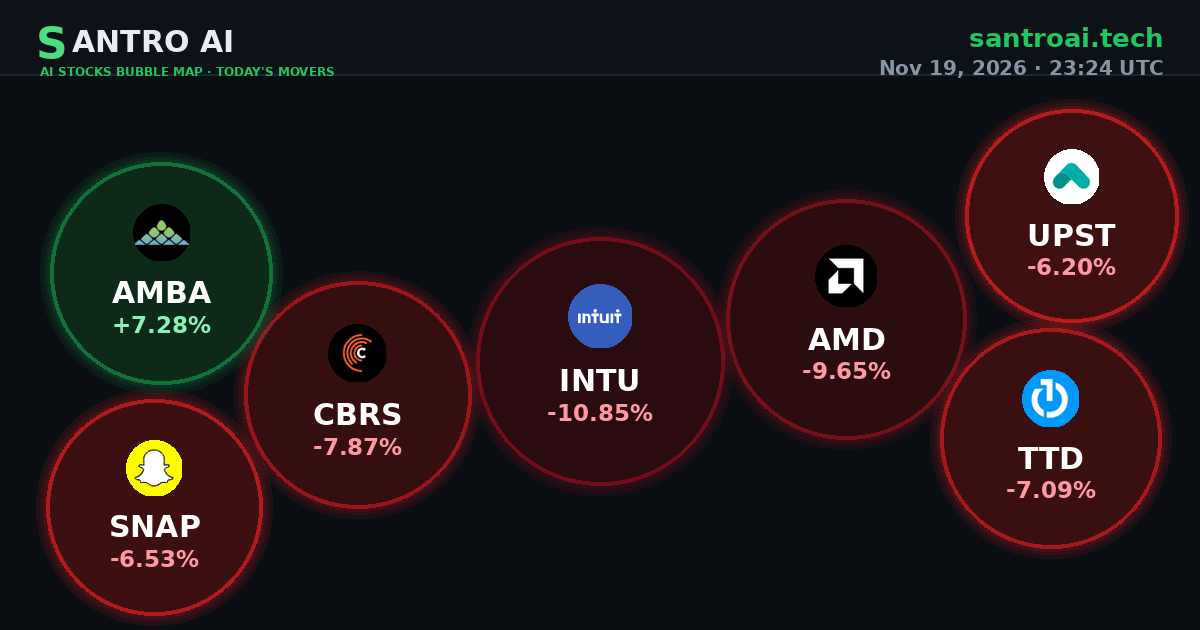 SANTRO AI
AI STOCKS BUBBLE MAP · TODAY'S MOVERS
santroai.tech
Nov 19, 2026 · 23:24 UTC
AMBA
+7.28%
SNAP
-6.53%
C
CBRS
-7.87%
intuit
INTU
-10.85%
AMD
-9.65%
UPST
-6.20%
TTD
-7.09%